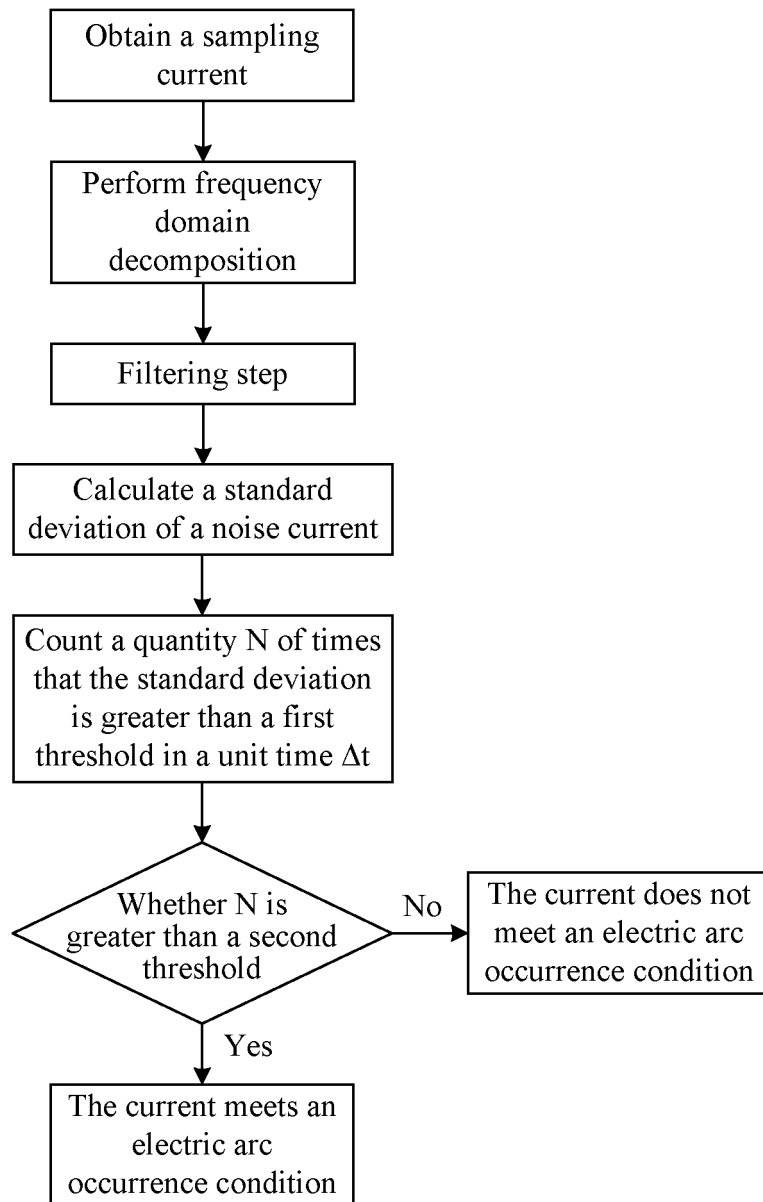 Obtain a sampling
current
Perform frequency
domain
decomposition
Filtering step
Calculate a standard
deviation of a noise current
Count a quantity N of times
that the standard deviation
is greater than a first
threshold in a unit time Δt
Whether N is
greater than a second
threshold
No
The current does not
meet an electric arc
occurrence condition
Yes
The current meets an
electric arc
occurrence condition